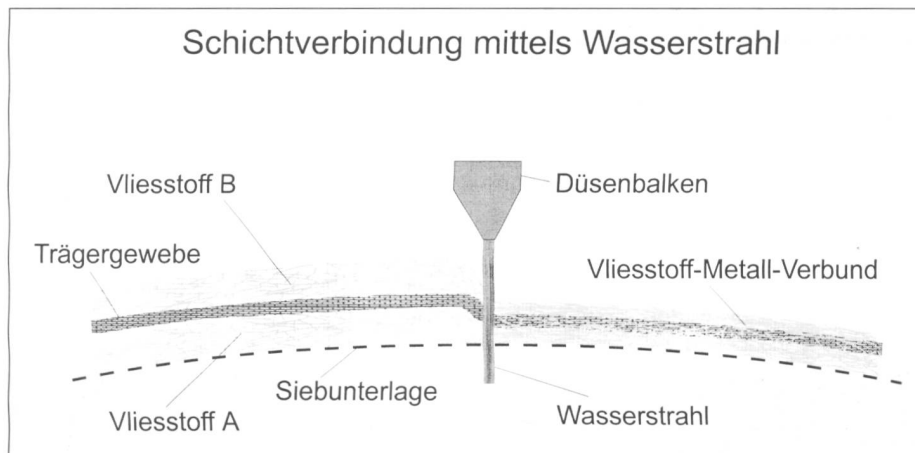 Schichtverbindung mittels Wasserstrahl
Vliesstoff B
Düsenbalken
Trägergewebe
Vliesstoff-Metall-Verbund
Siebunterlage
Vliesstoff A
Wasserstrahl